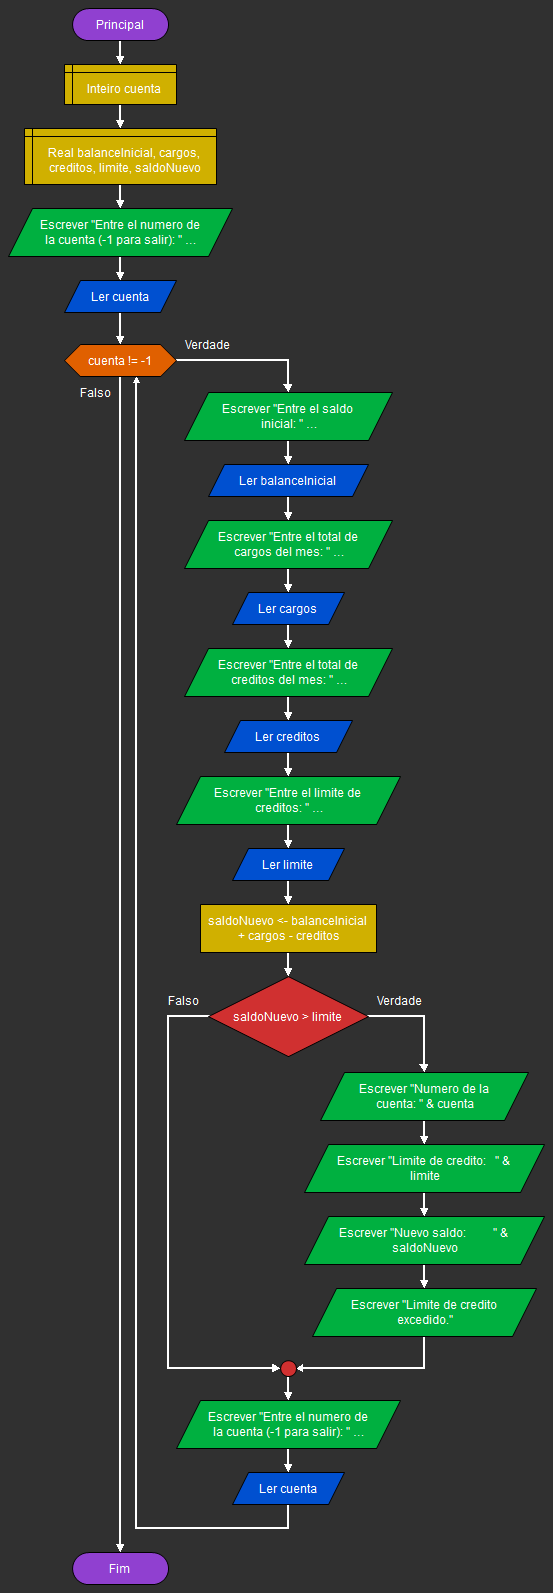 Principal
Inteiro cuenta
Real balanceInicial, cargos,
creditos, limite, saldoNuevo
Escrever "Entre el numero de
la cuenta (-1 para salir): " ...
Ler cuenta
cuenta != -1
Verdade
Falso
Escrever "Entre el saldo
inicial: " ...
Ler balanceInicial
Escrever "Entre el total de
cargos del mes: " ...
Ler cargos
Escrever "Entre el total de
creditos del mes: " ...
Ler creditos
Escrever "Entre el limite de
creditos: " ...
Ler limite
saldoNuevo <- balanceInicial
+ cargos - creditos
saldoNuevo > limite
Falso
Verdade
Escrever "Numero de la
cuenta: " & cuenta
Escrever "Limite de credito:   " &
limite
Escrever "Nuevo saldo:        " &
saldoNuevo
Escrever "Limite de credito
excedido."
Escrever "Entre el numero de
la cuenta (-1 para salir): " ...
Ler cuenta
Fim